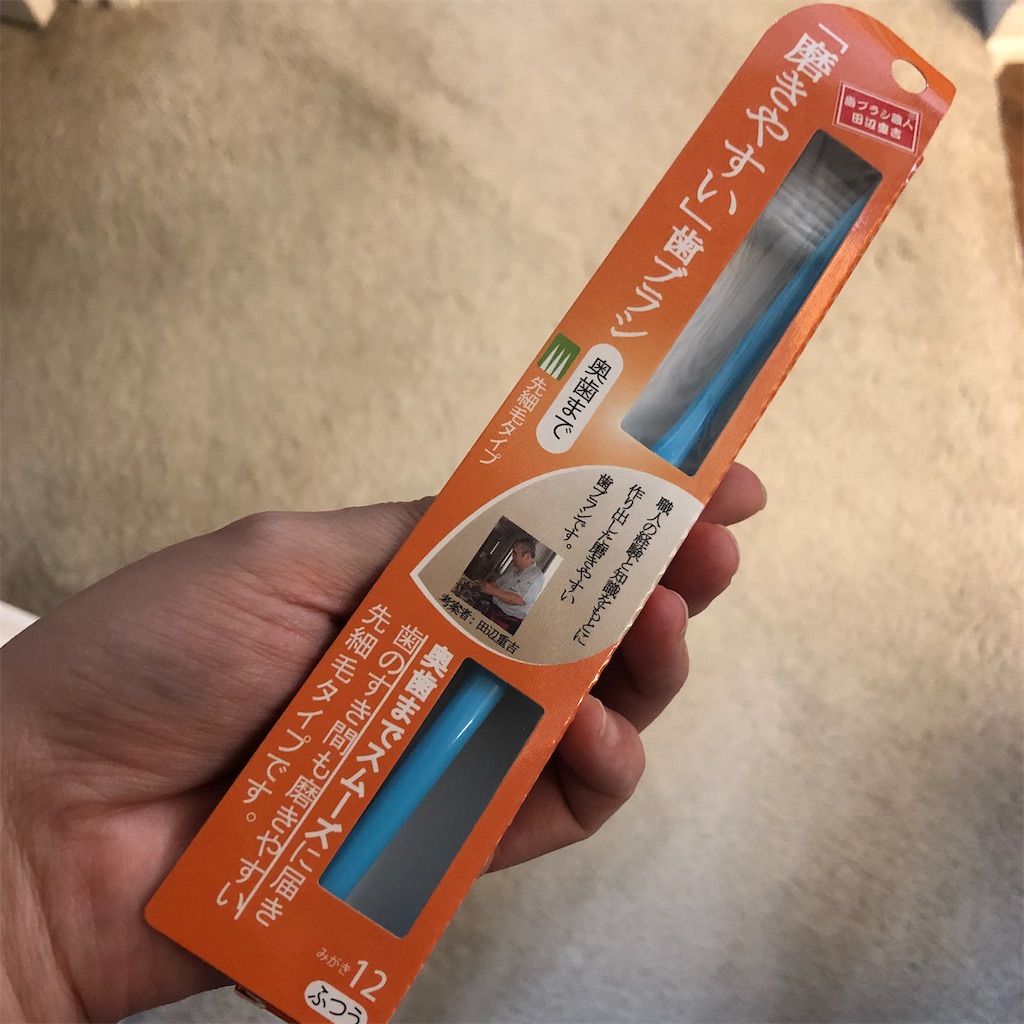 「磨きやすい」歯ブラシ
歯ブラシ職人
田辺重吉
奥歯まで
先細毛タイプ
職人の経験と知識をもとに
作り出した磨きやすい
歯ブラシです。
考案者:田辺重吉
奥歯までスムーズに届き
歯のすき間も磨きやすい
先細毛タイプです。
みがき12
ふつう